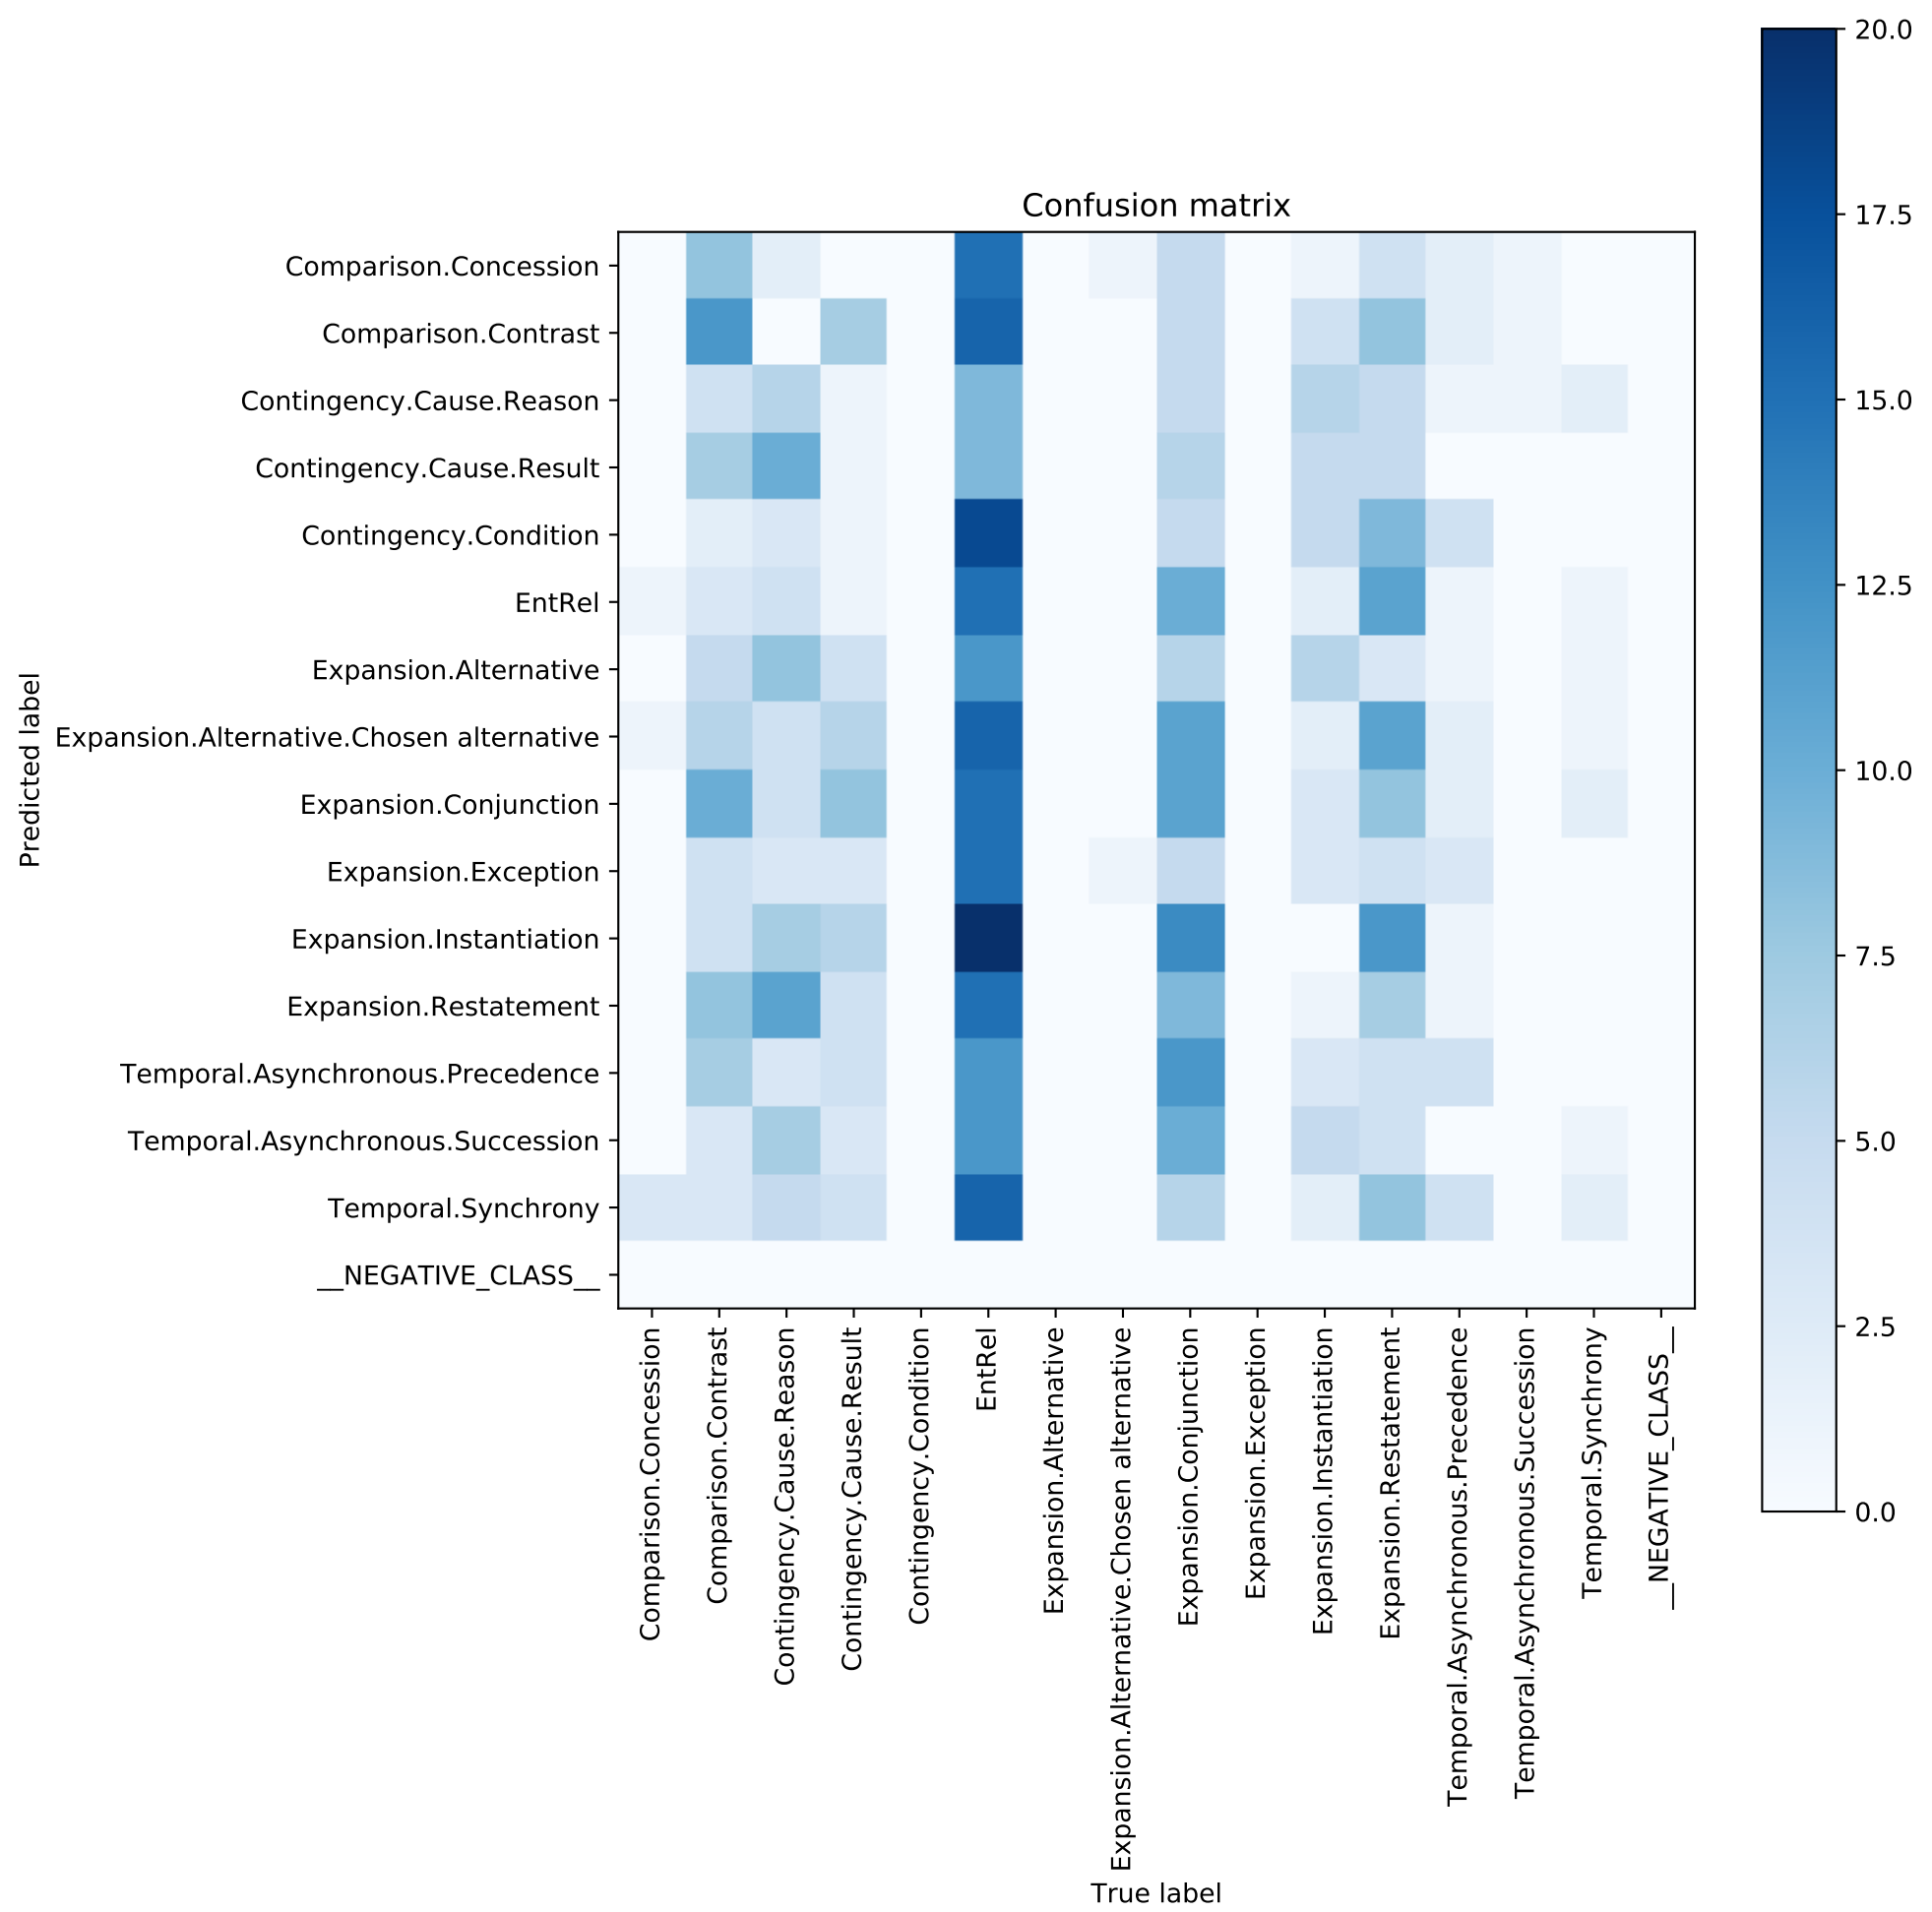 Confusion matrix
Predicted label
Comparison.Concession
Comparison.Contrast
Contingency.Cause.Reason
Contingency.Cause.Result
Contingency.Condition
EntRel
Expansion.Alternative
Expansion.Alternative.Chosen alternative
Expansion.Conjunction
Expansion.Exception
Expansion.Instantiation
Expansion.Restatement
Temporal.Asynchronous.Precedence
Temporal.Asynchronous.Succession
Temporal.Synchrony
__NEGATIVE_CLASS__
Comparison.Concession
Comparison.Contrast
Contingency.Cause.Reason
Contingency.Cause.Result
Contingency.Condition
EntRel
Expansion.Alternative
Expansion.Alternative.Chosen alternative
Expansion.Conjunction
Expansion.Exception
Expansion.Instantiation
Expansion.Restatement
Temporal.Asynchronous.Precedence
Temporal.Asynchronous.Succession
Temporal.Synchrony
__NEGATIVE_CLASS__
True label
20.0
17.5
15.0
12.5
10.0
7.5
5.0
2.5
0.0